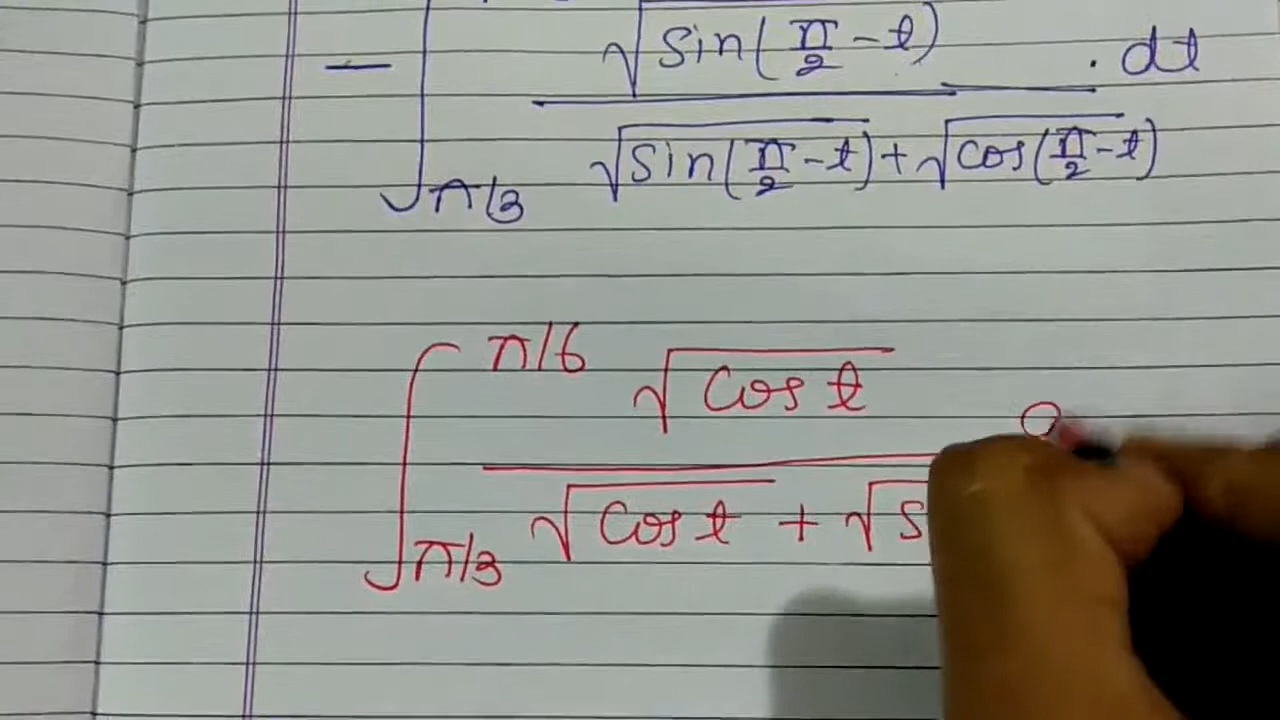 √sin(π/2 - t)
— ∫ . dt
π/3 √sin(π/2 - t) + √cos(π/2 - t)
π/6 √cos t
∫
π/3 √cos t + √s